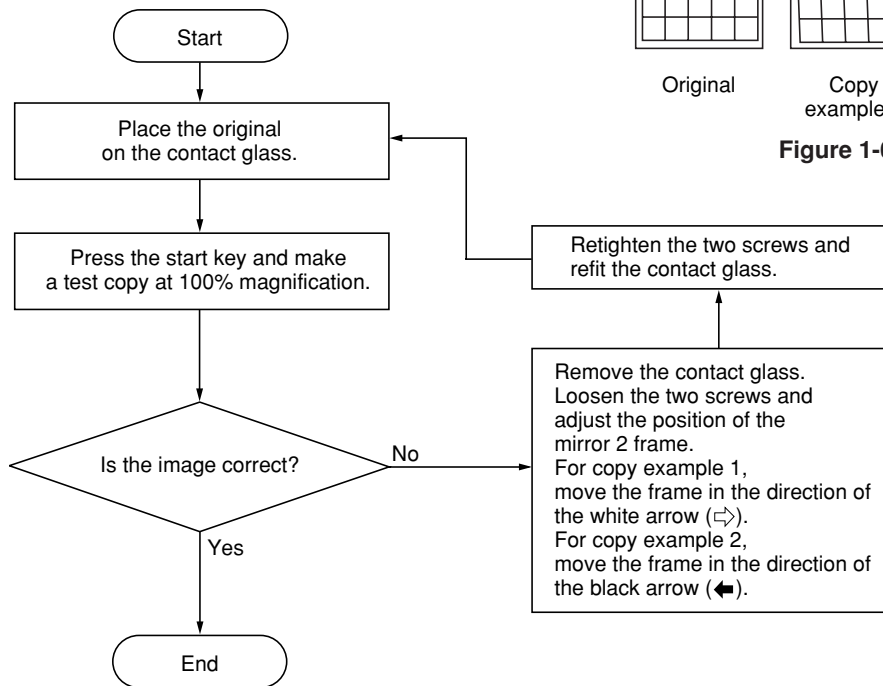 Start
Original
Copy
example
Place the original
on the contact glass.
Figure 1-
Press the start key and make
a test copy at 100% magnification.
Retighten the two screws and
refit the contact glass.
Remove the contact glass.
Loosen the two screws and
adjust the position of the
mirror 2 frame.
For copy example 1,
move the frame in the direction of
the white arrow (⇨).
For copy example 2,
move the frame in the direction of
the black arrow (🡄).
Is the image correct?
No
Yes
End